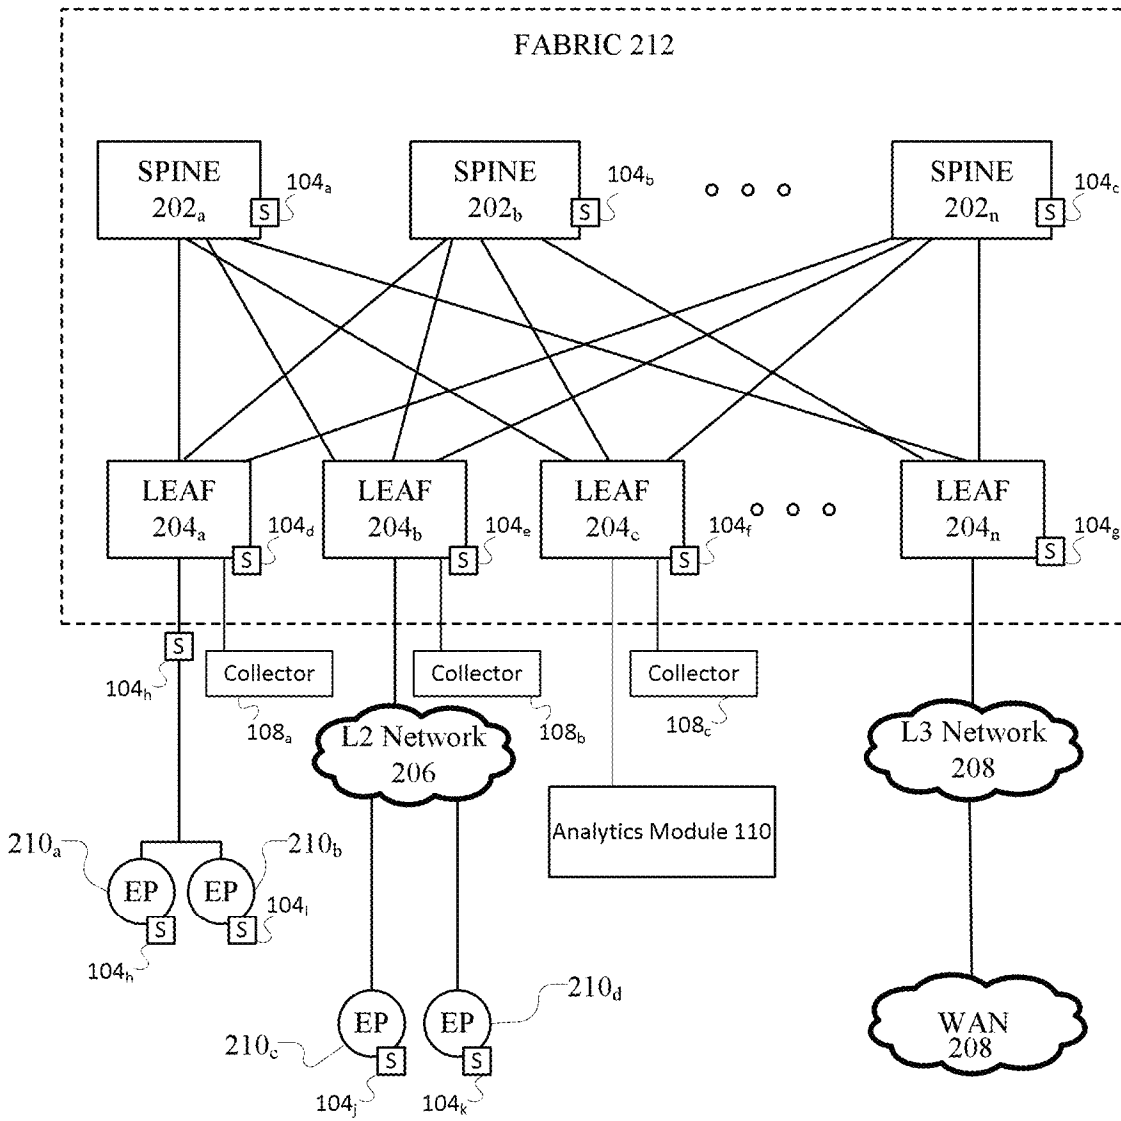 FABRIC 212
SPINE
202a
S
104a
SPINE
202b
S
104b
SPINE
202n
S
104c
LEAF
204a
S
104d
LEAF
204b
S
104e
LEAF
204c
S
104f
LEAF
204n
S
104g
S
104h
Collector
108a
Collector
108b
Collector
108c
L2 Network
206
L3 Network
208
Analytics Module 110
210a
EP
S
104h
210b
EP
S
104i
210c
EP
S
104j
210d
EP
S
104k
WAN
208